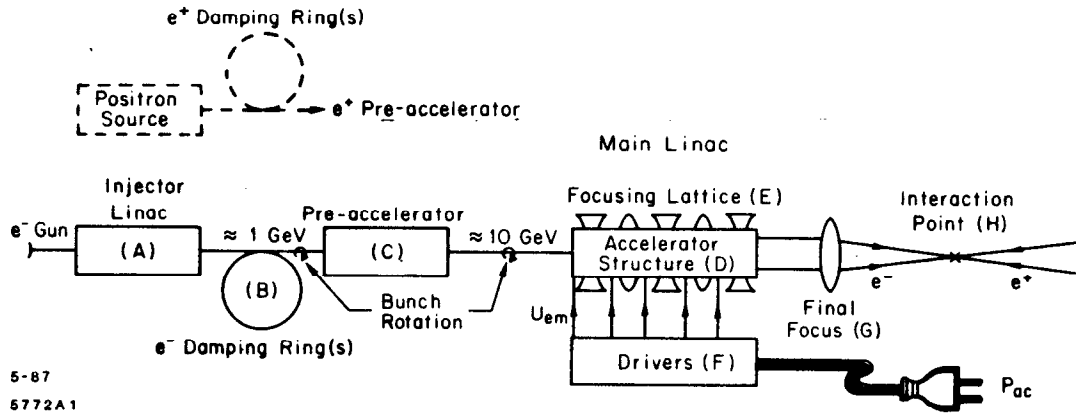 e+ Damping Ring(s)
Positron
Source
e+ Pre-accelerator
Main Linac
Injector
Linac
Pre-accelerator
Focusing Lattice (E)
Interaction
Point (H)
e- Gun
(A)
≈ 1 GeV
(C)
≈ 10 GeV
Accelerator
Structure (D)
(B)
Bunch
Rotation
e-
e+
Uem
Final
Focus (G)
e- Damping Ring(s)
Drivers (F)
Pac
5-87
5772A1